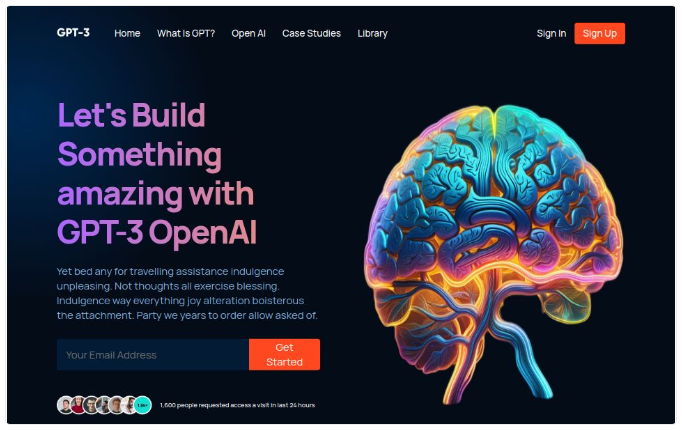 GPT-3 Home What Is GPT? Open AI Case Studies Library Sign In Sign Up
Let's Build
Something
amazing with
GPT-3 OpenAI
Yet bed any for travelling assistance indulgence
unpleasing. Not thoughts all exercise blessing.
Indulgence way everything joy alteration boisterous
the attachment. Party we years to order allow asked of.
Your Email Address
Get
Started
1,600 people requested access a visit in last 24 hours